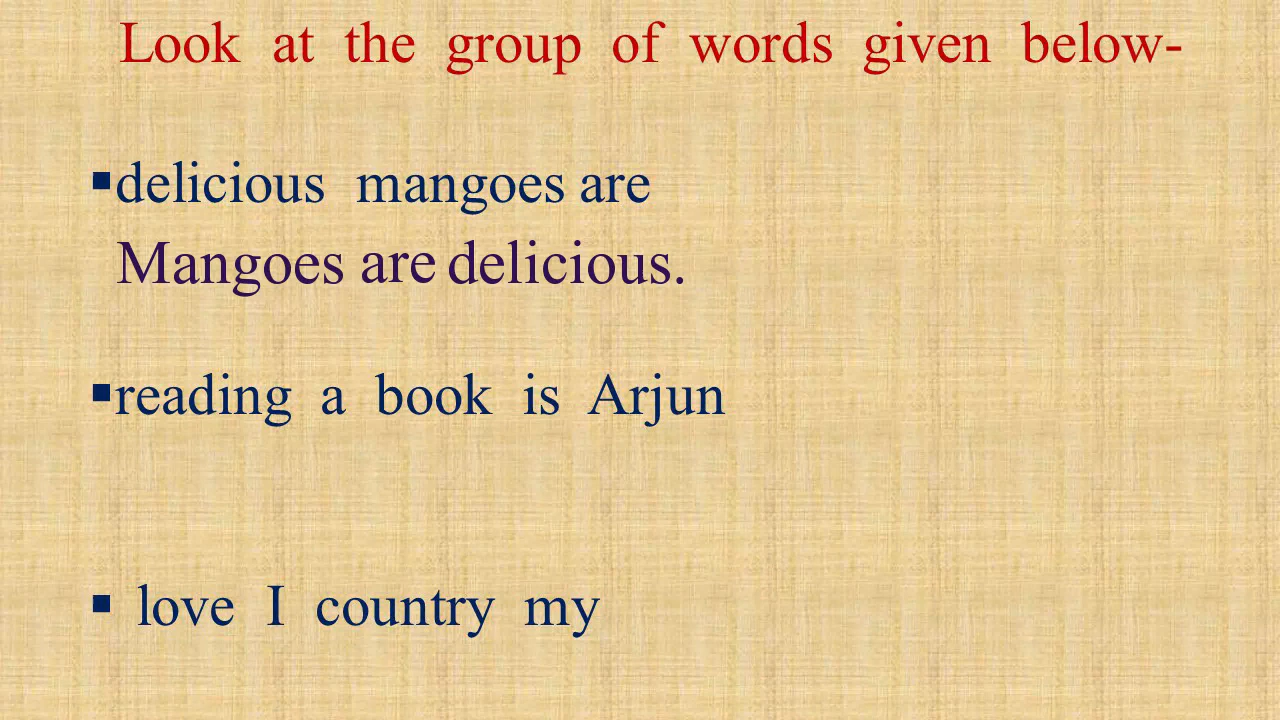 Look at the group of words given below-
▪delicious mangoes are
Mangoes are delicious.
▪reading a book is Arjun
▪ love I country my